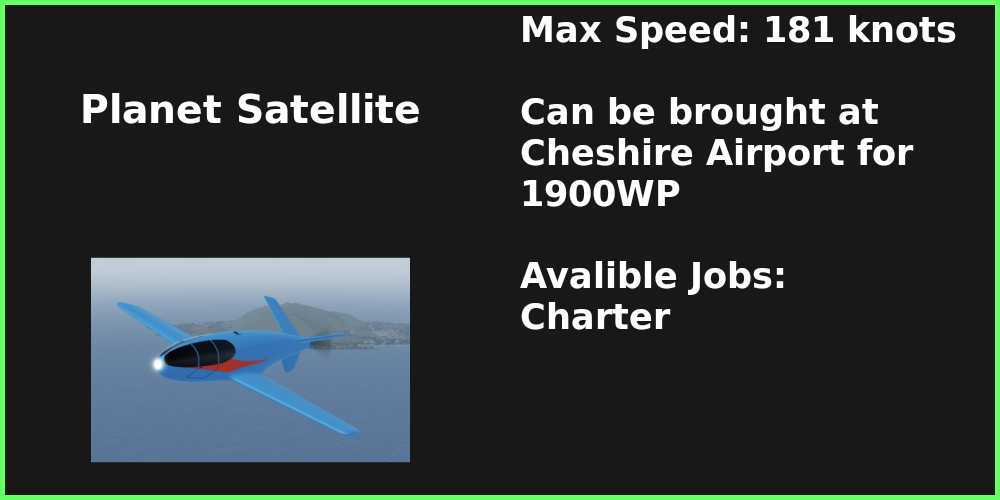 Planet Satellite
Max Speed: 181 knots
Can be brought at
Cheshire Airport for
1900WP
Avalible Jobs:
Charter